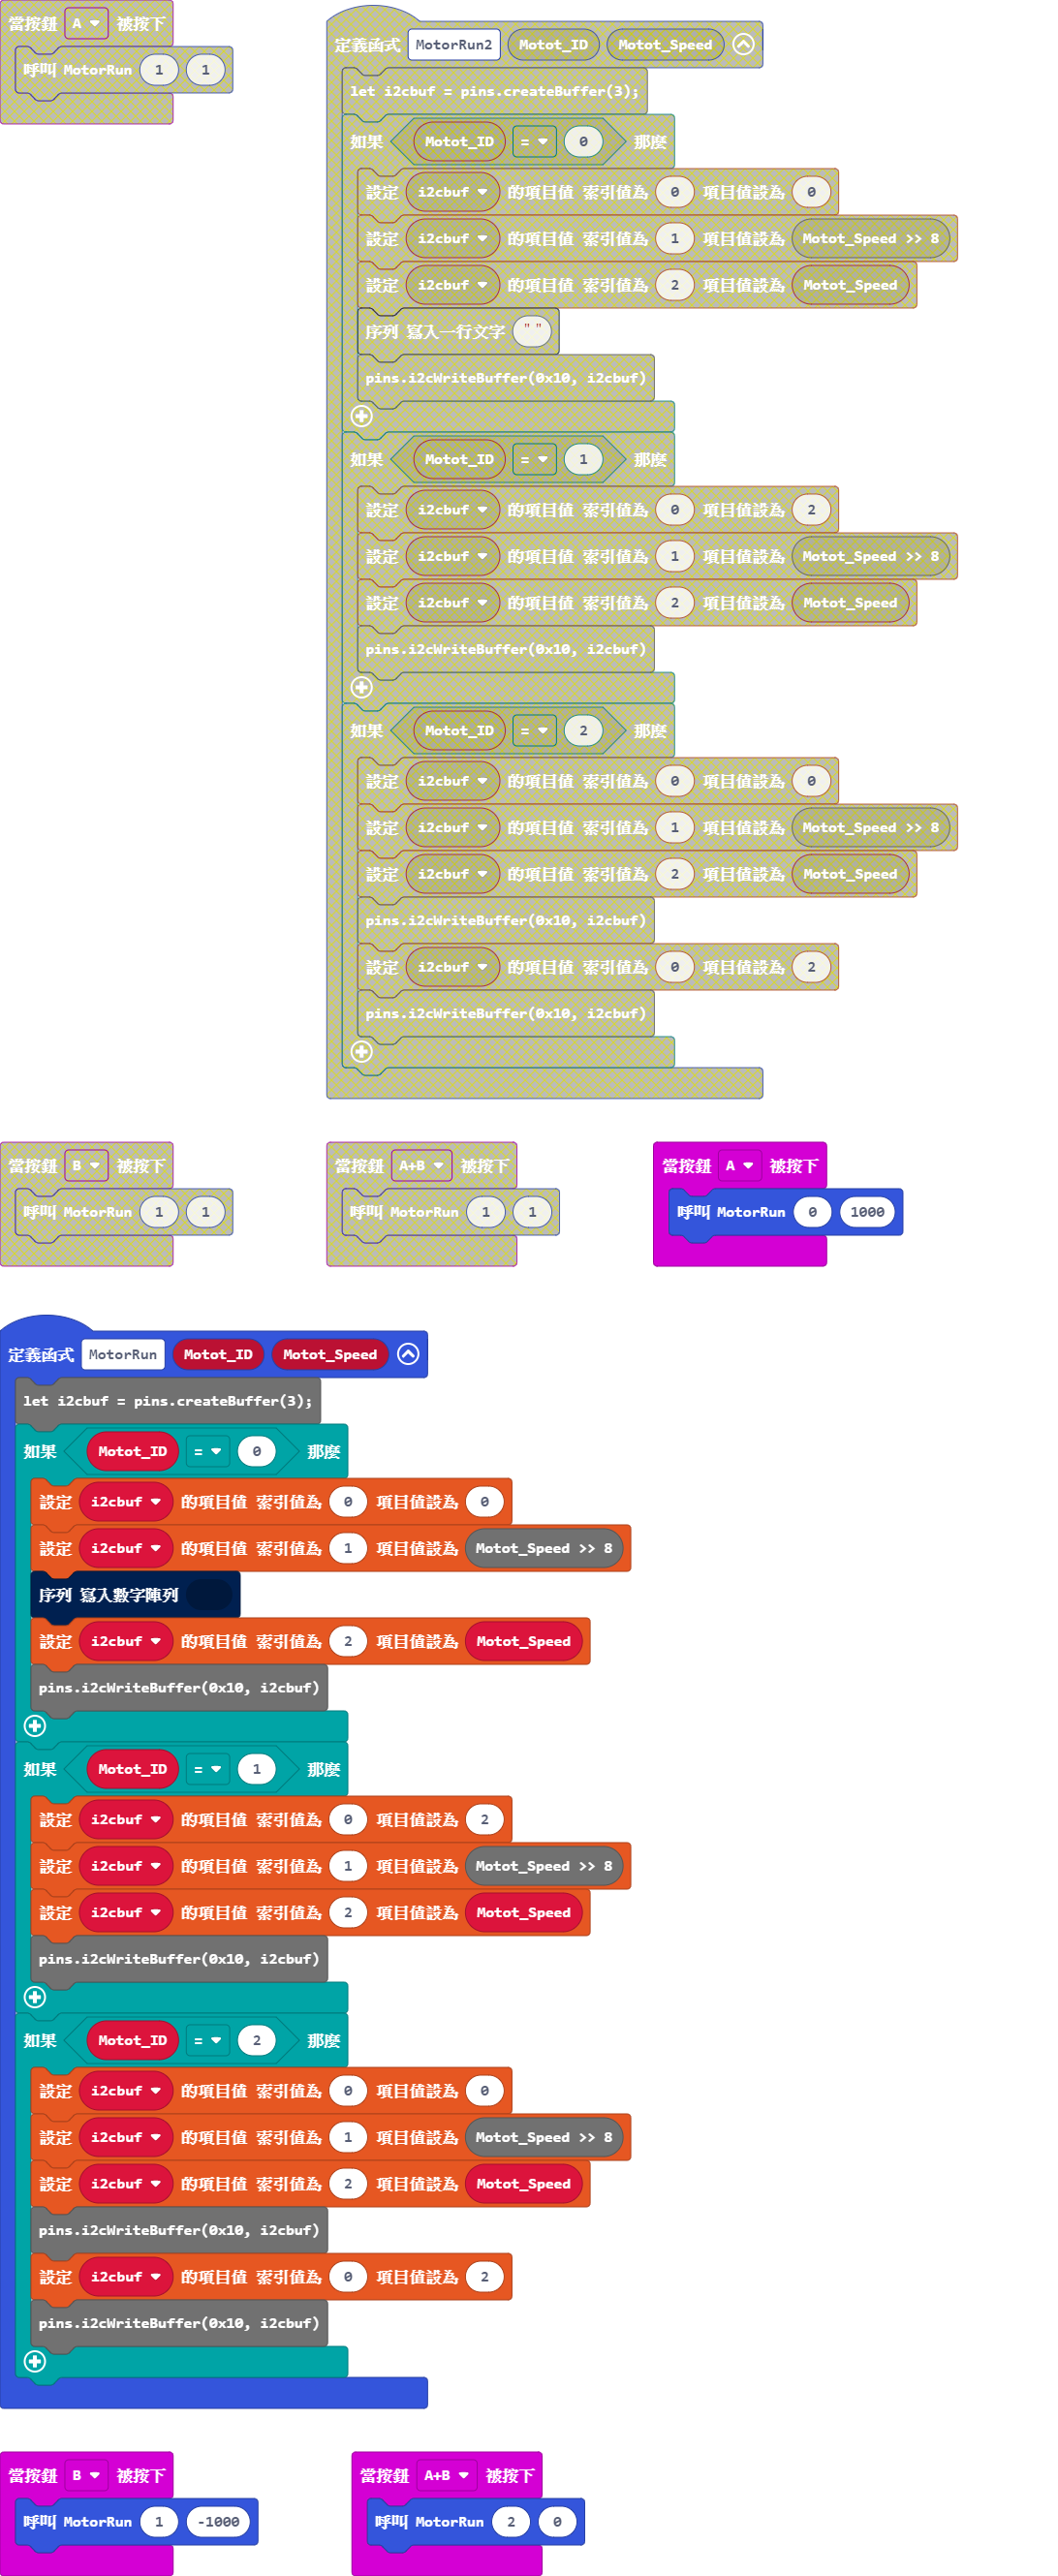 當按鈕 A 被按下
呼叫 MotorRun 1 1
定義函式 MotorRun2 Motot_ID Motot_Speed
let i2cbuf = pins.createBuffer(3);
如果 Motot_ID = 0 那麼
設定 i2cbuf 的項目值 索引值為 0 項目值設為 0
設定 i2cbuf 的項目值 索引值為 1 項目值設為 Motot_Speed >> 8
設定 i2cbuf 的項目值 索引值為 2 項目值設為 Motot_Speed
序列 寫入一行文字 " "
pins.i2cWriteBuffer(0x10, i2cbuf)
如果 Motot_ID = 1 那麼
設定 i2cbuf 的項目值 索引值為 0 項目值設為 2
設定 i2cbuf 的項目值 索引值為 1 項目值設為 Motot_Speed >> 8
設定 i2cbuf 的項目值 索引值為 2 項目值設為 Motot_Speed
pins.i2cWriteBuffer(0x10, i2cbuf)
如果 Motot_ID = 2 那麼
設定 i2cbuf 的項目值 索引值為 0 項目值設為 0
設定 i2cbuf 的項目值 索引值為 1 項目值設為 Motot_Speed >> 8
設定 i2cbuf 的項目值 索引值為 2 項目值設為 Motot_Speed
pins.i2cWriteBuffer(0x10, i2cbuf)
設定 i2cbuf 的項目值 索引值為 0 項目值設為 2
pins.i2cWriteBuffer(0x10, i2cbuf)
當按鈕 B 被按下
呼叫 MotorRun 1 1
當按鈕 A+B 被按下
呼叫 MotorRun 1 1
當按鈕 A 被按下
呼叫 MotorRun 0 1000
定義函式 MotorRun Motot_ID Motot_Speed
let i2cbuf = pins.createBuffer(3);
如果 Motot_ID = 0 那麼
設定 i2cbuf 的項目值 索引值為 0 項目值設為 0
設定 i2cbuf 的項目值 索引值為 1 項目值設為 Motot_Speed >> 8
序列 寫入數字陣列
設定 i2cbuf 的項目值 索引值為 2 項目值設為 Motot_Speed
pins.i2cWriteBuffer(0x10, i2cbuf)
如果 Motot_ID = 1 那麼
設定 i2cbuf 的項目值 索引值為 0 項目值設為 2
設定 i2cbuf 的項目值 索引值為 1 項目值設為 Motot_Speed >> 8
設定 i2cbuf 的項目值 索引值為 2 項目值設為 Motot_Speed
pins.i2cWriteBuffer(0x10, i2cbuf)
如果 Motot_ID = 2 那麼
設定 i2cbuf 的項目值 索引值為 0 項目值設為 0
設定 i2cbuf 的項目值 索引值為 1 項目值設為 Motot_Speed >> 8
設定 i2cbuf 的項目值 索引值為 2 項目值設為 Motot_Speed
pins.i2cWriteBuffer(0x10, i2cbuf)
設定 i2cbuf 的項目值 索引值為 0 項目值設為 2
pins.i2cWriteBuffer(0x10, i2cbuf)
當按鈕 B 被按下
呼叫 MotorRun 1 -1000
當按鈕 A+B 被按下
呼叫 MotorRun 2 0